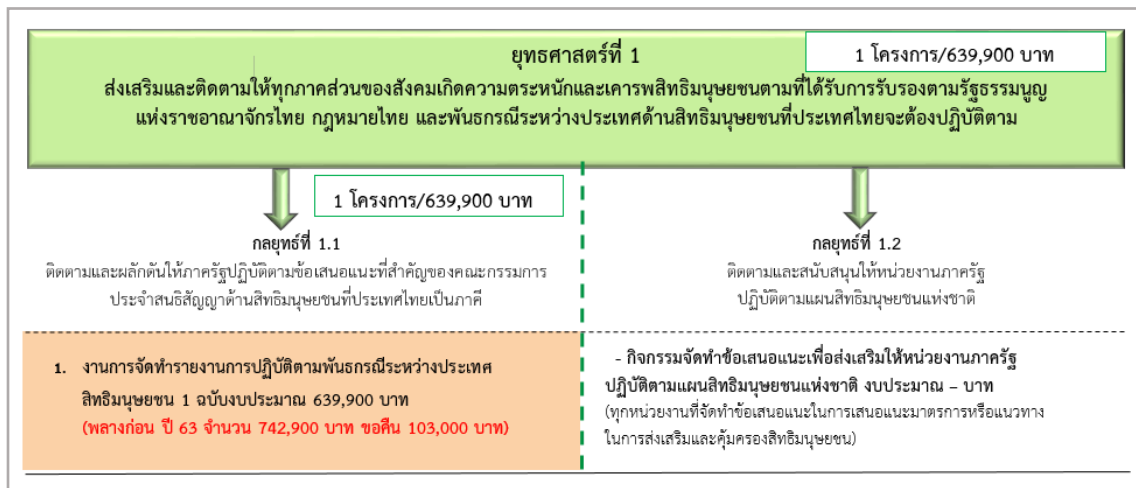 ยุทธศาสตร์ที่ 1
1 โครงการ/639,900 บาท
ส่งเสริมและติดตามให้ทุกภาคส่วนของสังคมเกิดความตระหนักและเคารพสิทธิมนุษยชนตามที่ได้รับการรับรองตามรัฐธรรมนูญ
แห่งราชอาณาจักรไทย กฎหมายไทย และพันธกรณีระหว่างประเทศด้านสิทธิมนุษยชนที่ประเทศไทยจะต้องปฏิบัติตาม
1 โครงการ/639,900 บาท
กลยุทธ์ที่ 1.1
ติดตามและผลักดันให้ภาครัฐปฏิบัติตามข้อเสนอแนะที่สำคัญของคณะกรรมการ
ประจำสนธิสัญญาด้านสิทธิมนุษยชนที่ประเทศไทยเป็นภาคี
1. งานการจัดทำรายงานการปฏิบัติตามพันธกรณีระหว่างประเทศ
สิทธิมนุษยชน 1 ฉบับงบประมาณ 639,900 บาท
(พลางก่อน ปี 63 จำนวน 742,900 บาท ขอคืน 103,000 บาท)
กลยุทธ์ที่ 1.2
ติดตามและสนับสนุนให้หน่วยงานภาครัฐ
ปฏิบัติตามแผนสิทธิมนุษยชนแห่งชาติ
- กิจกรรมจัดทำข้อเสนอแนะเพื่อส่งเสริมให้หน่วยงานภาครัฐ
ปฏิบัติตามแผนสิทธิมนุษยชนแห่งชาติ งบประมาณ – บาท
(ทุกหน่วยงานที่จัดทำข้อเสนอแนะในการเสนอแนะมาตรการหรือแนวทาง
ในการส่งเสริมและคุ้มครองสิทธิมนุษยชน)